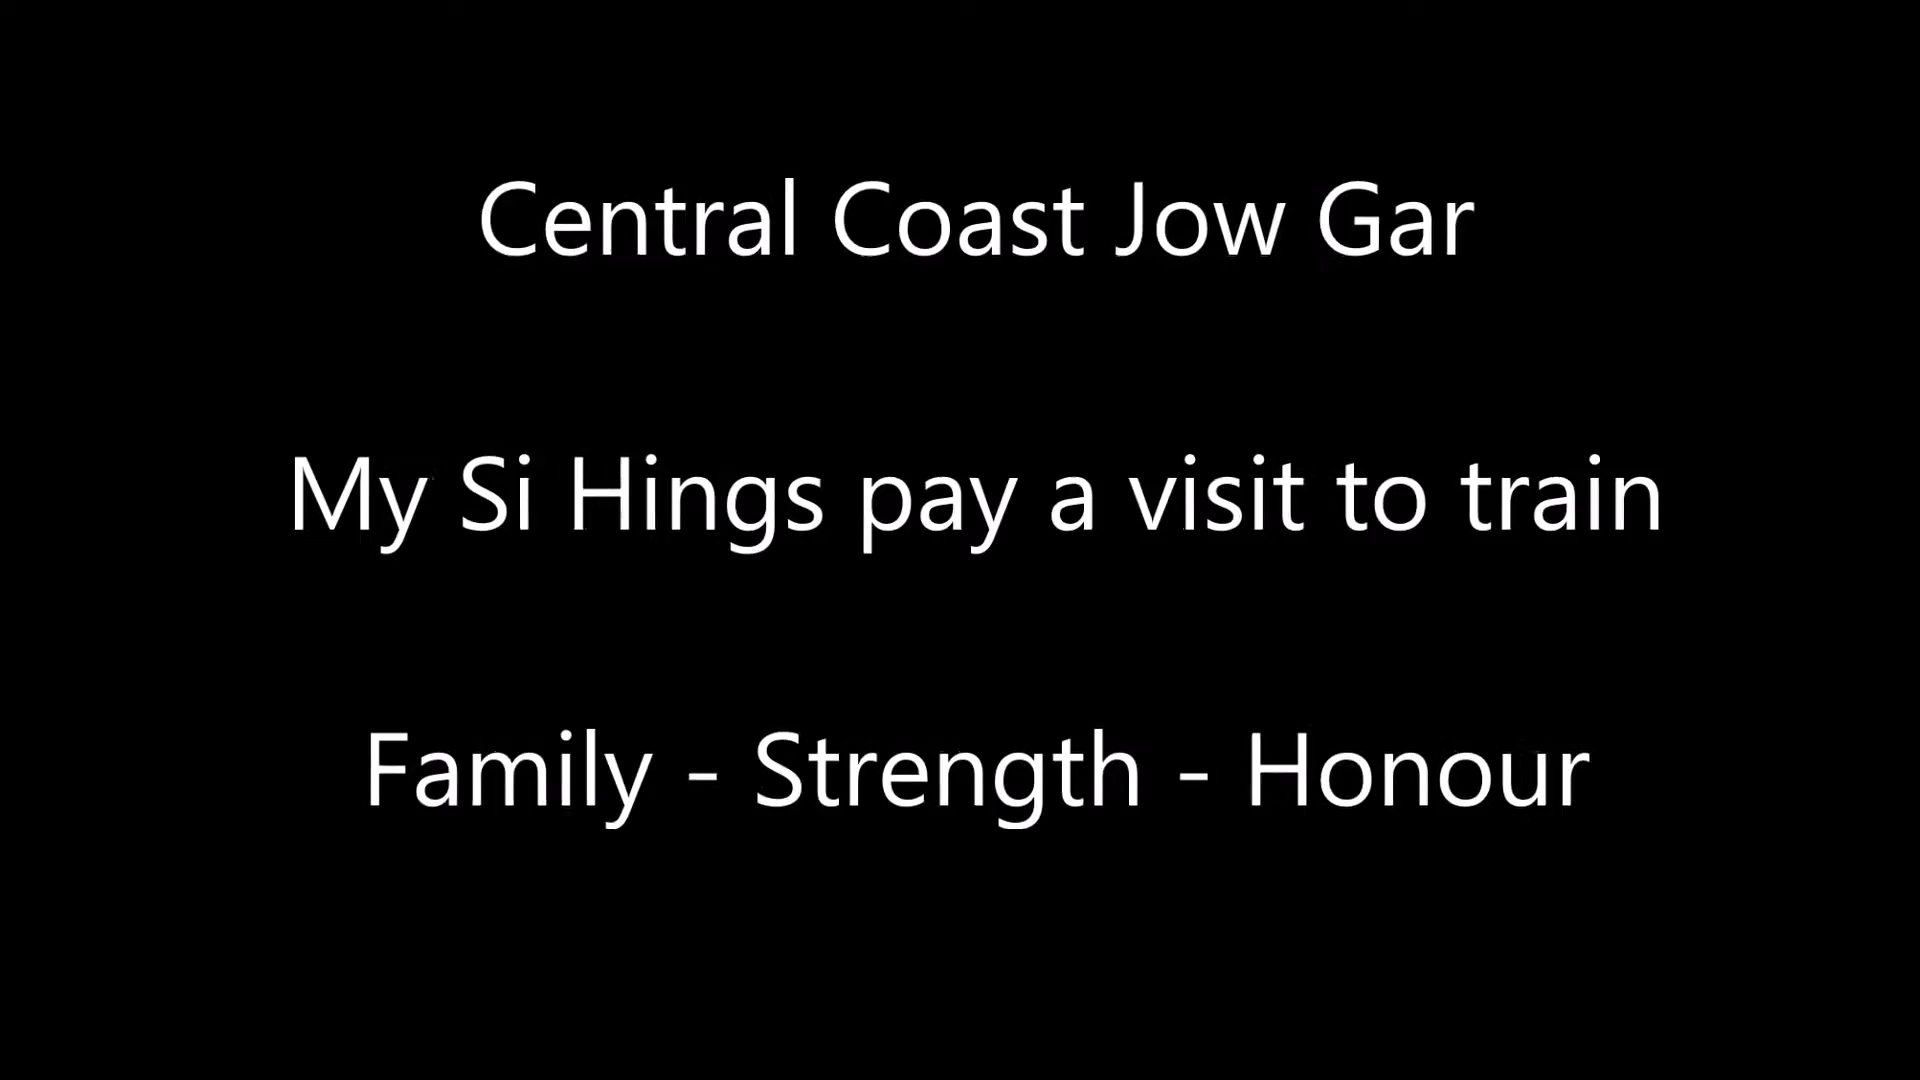 Central Coast Jow Gar
My Si Hings pay a visit to train
Family - Strength - Honour